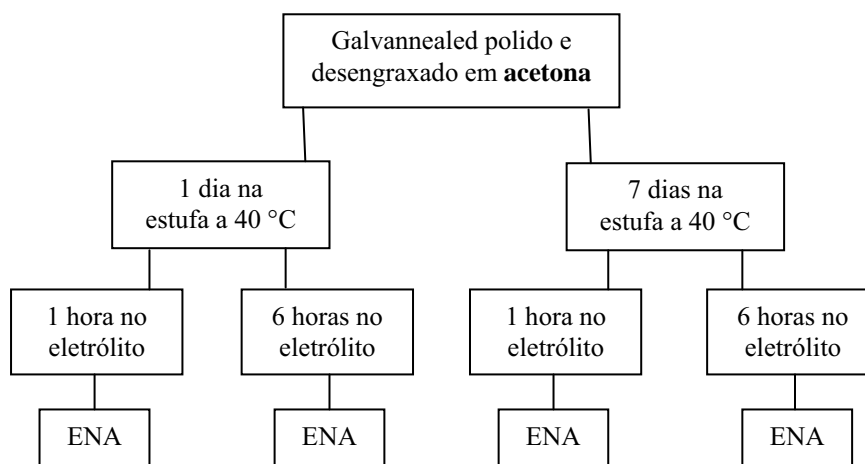 Galvannealed polido e
desengraxado em acetona
1 dia na
estufa a 40 °C
7 dias na
estufa a 40 °C
1 hora no
eletrólito
6 horas no
eletrólito
1 hora no
eletrólito
6 horas no
eletrólito
ENA
ENA
ENA
ENA